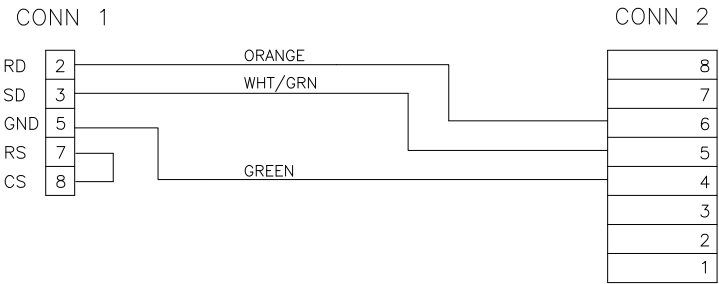 CONN 1
CONN 2
RD 2 ORANGE 8
SD 3 WHT/GRN 7
GND 5 6
RS 7 5
CS 8 GREEN 4
3
2
1